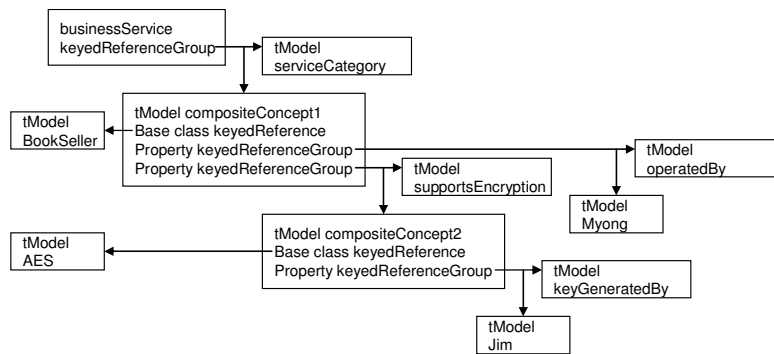 businessService
keyedReferenceGroup
tModel
serviceCategory
tModel compositeConcept1
Base class keyedReference
Property keyedReferenceGroup
Property keyedReferenceGroup
tModel
BookSeller
tModel
operatedBy
tModel
supportsEncryption
tModel
Myong
tModel compositeConcept2
Base class keyedReference
Property keyedReferenceGroup
tModel
AES
tModel
keyGeneratedBy
tModel
Jim